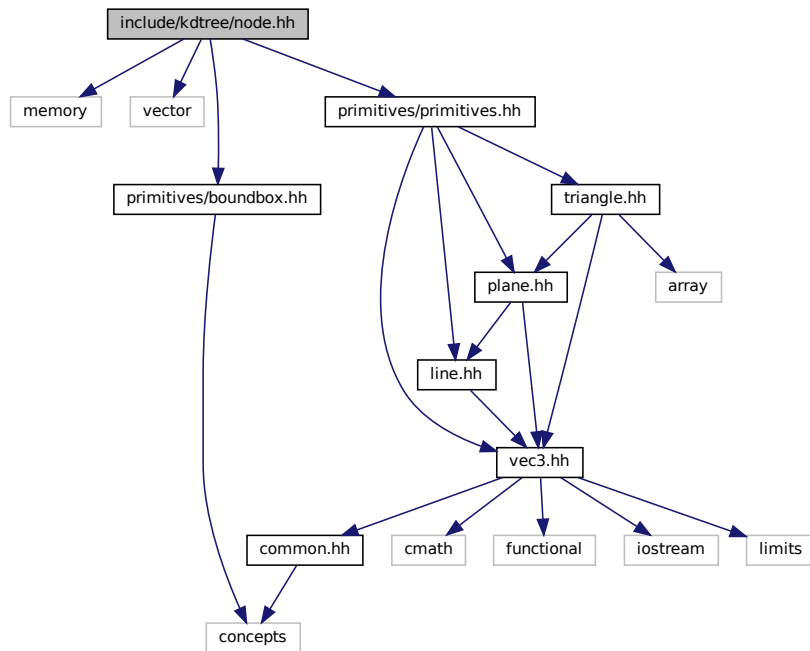 include/kdtree/node.hh
memory
vector
primitives/primitives.hh
primitives/boundbox.hh
triangle.hh
plane.hh
array
line.hh
vec3.hh
common.hh
cmath
functional
iostream
limits
concepts